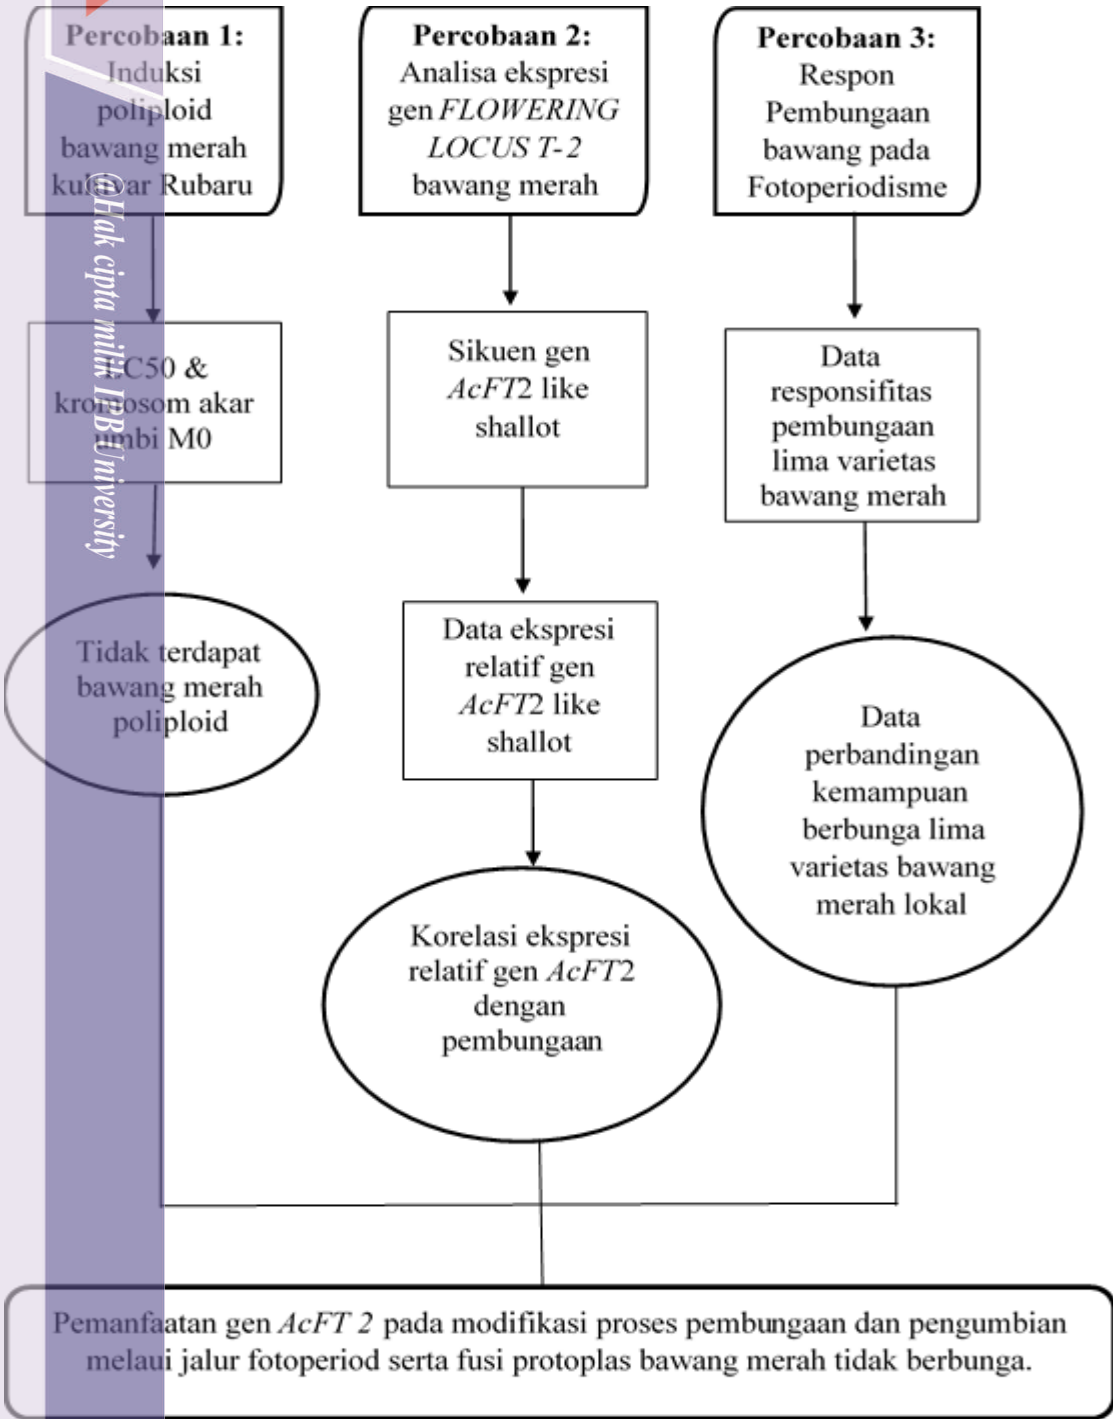 Percobaan 1:
Induksi
poliploid
bawang merah
kultivar Rubaru
Percobaan 2:
Analisa ekspresi
gen FLOWERING
LOCUS T-2
bawang merah
Percobaan 3:
Respon
Pembungaan
bawang pada
Fotoperiodisme
LC50 &
kromosom akar
umbi M0
Sikuen gen
AcFT2 like
shallot
Data
responsifitas
pembungaan
lima varietas
bawang merah
Tidak terdapat
bawang merah
poliploid
Data ekspresi
relatif gen
AcFT2 like
shallot
Data
perbandingan
kemampuan
berbunga lima
varietas bawang
merah lokal
Korelasi ekspresi
relatif gen AcFT2
dengan
pembungaan
Pemanfaatan gen AcFT 2 pada modifikasi proses pembungaan dan pengumbian
melaui jalur fotoperiod serta fusi protoplas bawang merah tidak berbunga.
@Hak cipta milik IPB University